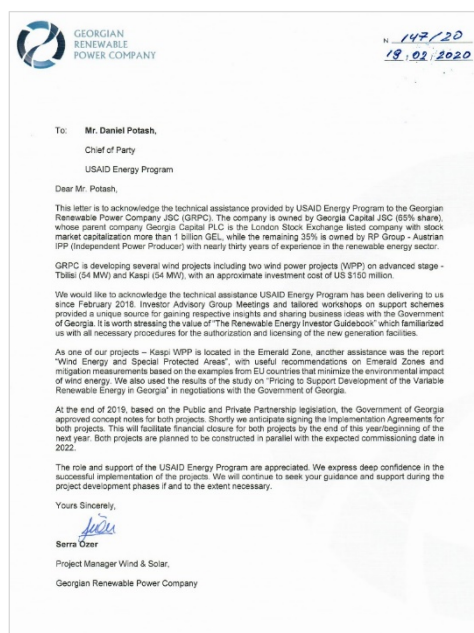 GEORGIAN
RENEWABLE
POWER COMPANY
N 147/20
19.02.2020
To: Mr. Daniel Potash,
Chief of Party
USAID Energy Program
Dear Mr. Potash,
This letter is to acknowledge the technical assistance provided by USAID Energy Program to the Georgian
Renewable Power Company JSC (GRPC). The company is owned by Georgia Capital JSC (65% share),
whose parent company Georgia Capital PLC is the London Stock Exchange listed company with stock
market capitalization more than 1 billion GEL, while the remaining 35% is owned by RP Group - Austrian
IPP (Independent Power Producer) with nearly thirty years of experience in the renewable energy sector.
GRPC is developing several wind projects including two wind power projects (WPP) on advanced stage -
Tbilisi (54 MW) and Kaspi (54 MW), with an approximate investment cost of US $150 million.
We would like to acknowledge the technical assistance USAID Energy Program has been delivering to us
since February 2018. Investor Advisory Group Meetings and tailored workshops on support schemes
provided a unique source for gaining respective insights and sharing business ideas with the Government
of Georgia. It is worth stressing the value of "The Renewable Energy Investor Guidebook" which familiarized
us with all necessary procedures for the authorization and licensing of the new generation facilities.
As one of our projects – Kaspi WPP is located in the Emerald Zone, another assistance was the report
"Wind Energy and Special Protected Areas", with useful recommendations on Emerald Zones and
mitigation measurements based on the examples from EU countries that minimize the environmental impact
of wind energy. We also used the results of the study on "Pricing to Support Development of the Variable
Renewable Energy in Georgia" in negotiations with the Government of Georgia.
At the end of 2019, based on the Public and Private Partnership legislation, the Government of Georgia
approved concept notes for both projects. Shortly we anticipate signing the Implementation Agreements for
both projects. This will facilitate financial closure for both projects by the end of this year/beginning of the
next year. Both projects are planned to be constructed in parallel with the expected commissioning date in
2022.
The role and support of the USAID Energy Program are appreciated. We express deep confidence in the
successful implementation of the projects. We will continue to seek your guidance and support during the
project development phases if and to the extent necessary.
Yours Sincerely,
Serra Özer
Project Manager Wind & Solar,
Georgian Renewable Power Company